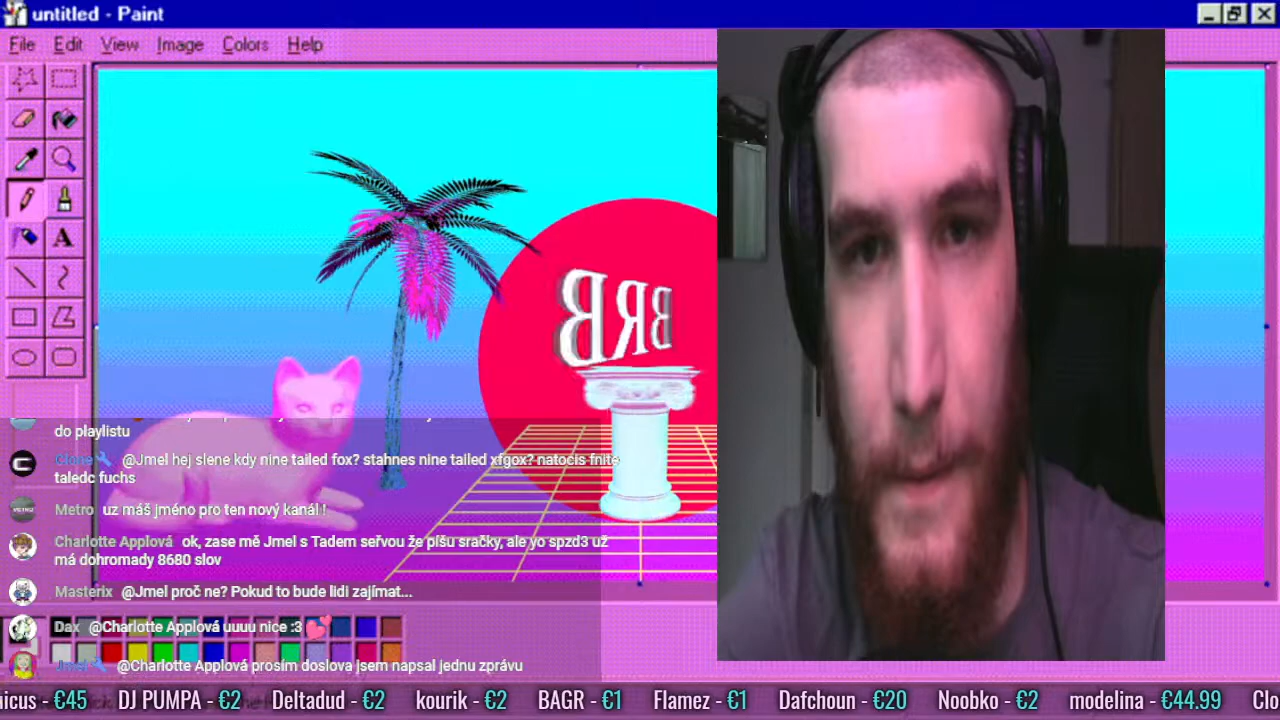 untitled - Paint
File Edit View Image Colors Help
A
BRB
do playlistu
Clone @Jmel hej slene kdy nine tailed fox? stahnes nine tailed xfgox? natocis fnite
taledc fuchs
Metro uz máš jméno pro ten nový kanál !
Charlotte Applová ok, zase mě Jmel s Tadem seřvou že píšu sračky, ale yo spzd3 už
má dohromady 8680 slov
Masterix @Jmel proč ne? Pokud to bude lidi zajímat...
Dax @Charlotte Applová uuuu nice :3
Jmel @Charlotte Applová prosím doslova jsem napsal jednu zprávu
icus - €45 DJ PUMPA - €2 Deltadud - €2 kourik - €2 BAGR - €1 Flamez - €1 Dafchoun - €20 Noobko - €2 modelina - €44.99 Clo